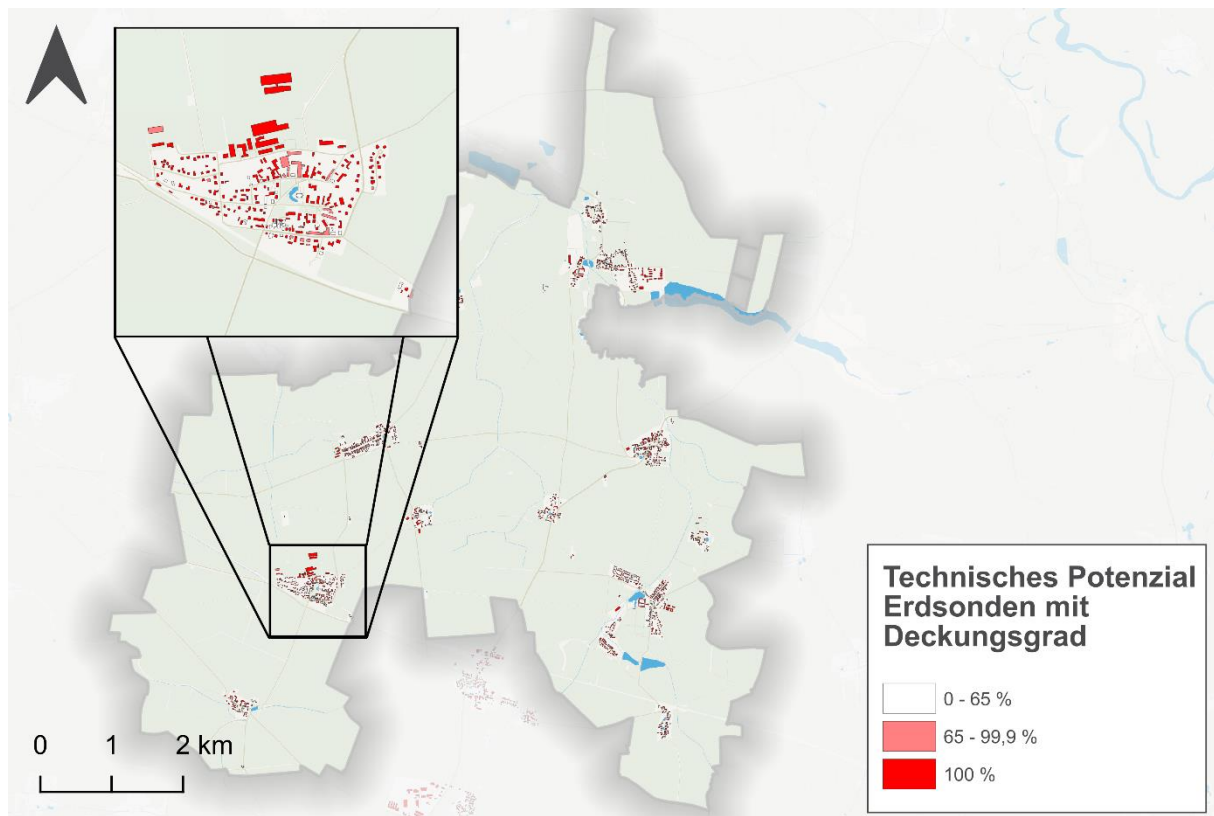 Technisches Potenzial
Erdsonden mit
Deckungsgrad
0 - 65 %
65 - 99,9 %
100 %
0 1 2 km